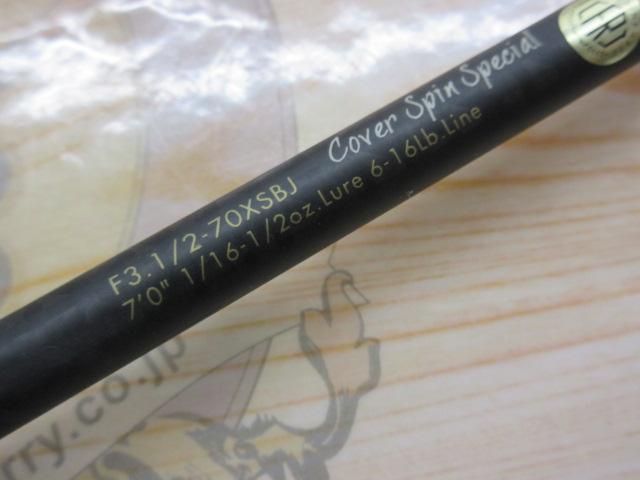 Cover Spin Special
F3.1/2-70XSBJ
7'0" 1/16-1/2oz.Lure 6-16Lb.Line
rry.co.jp